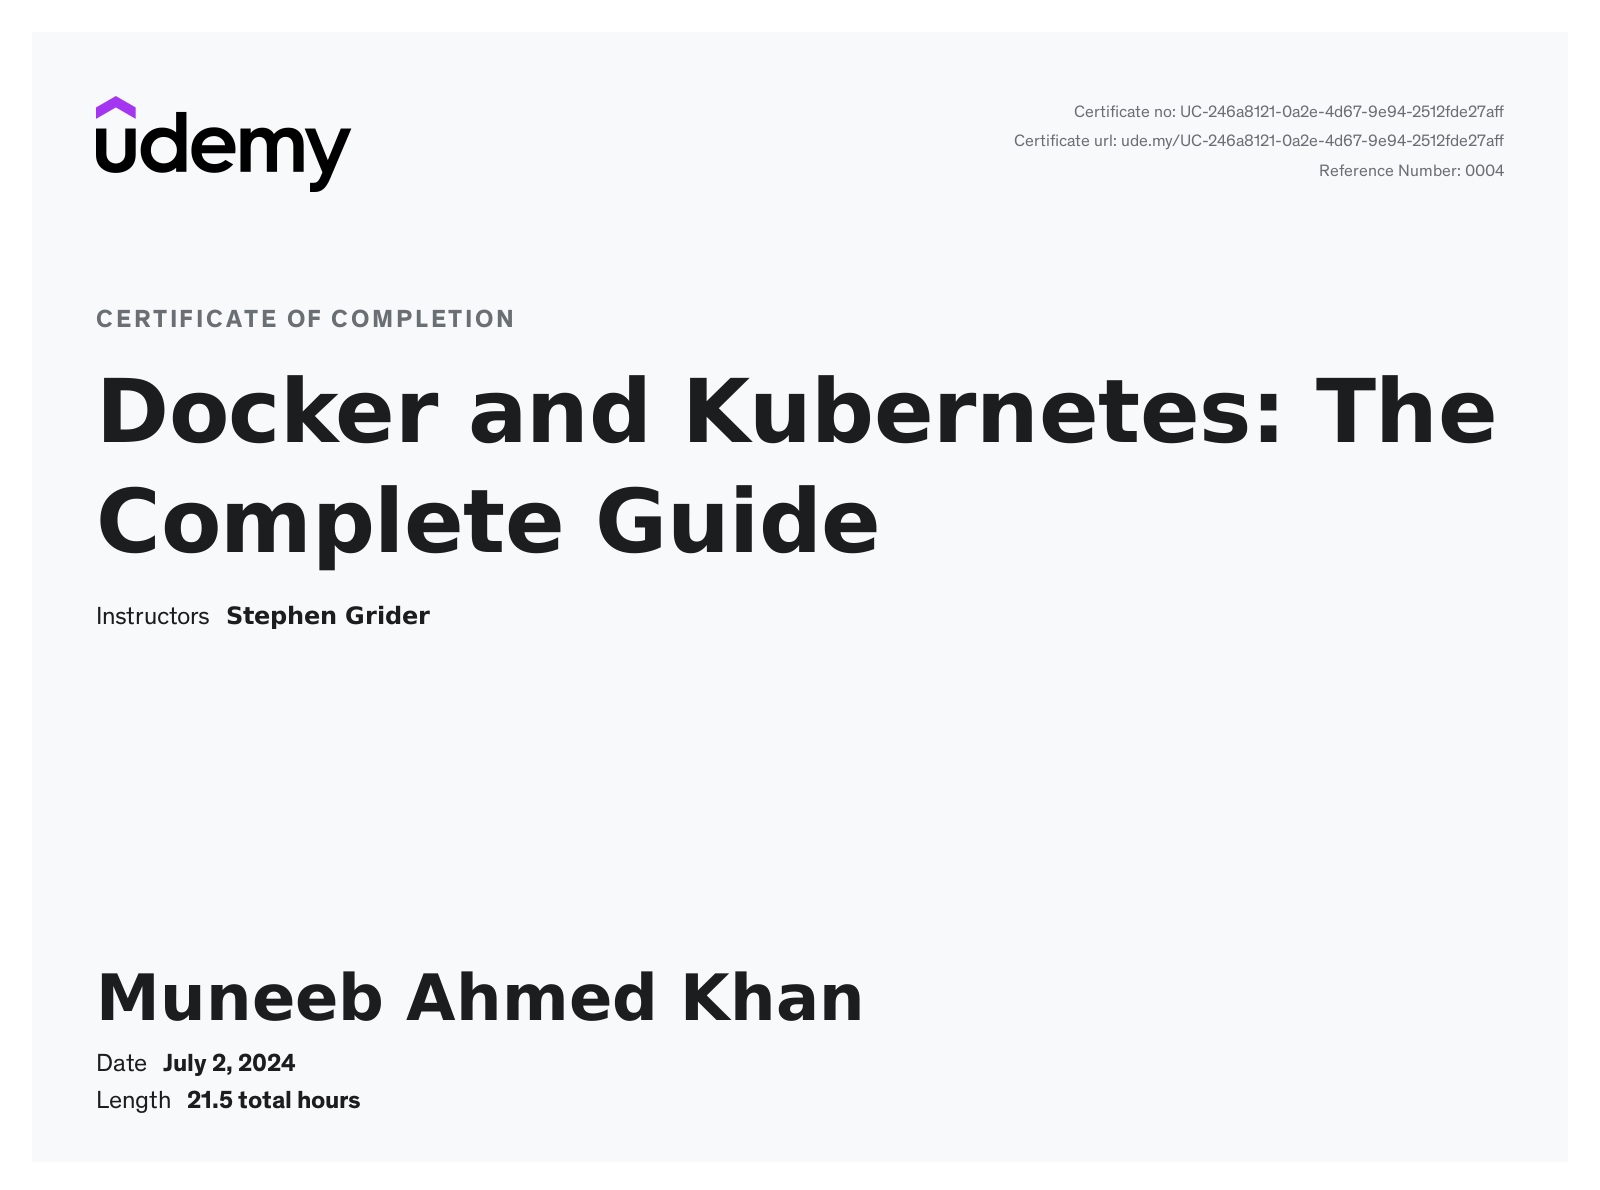 udemy
Certificate no: UC-246a8121-0a2e-4d67-9e94-2512fde27aff
Certificate url: ude.my/UC-246a8121-0a2e-4d67-9e94-2512fde27aff
Reference Number: 0004
CERTIFICATE OF COMPLETION
Docker and Kubernetes: The
Complete Guide
Instructors Stephen Grider
Muneeb Ahmed Khan
Date July 2, 2024
Length 21.5 total hours